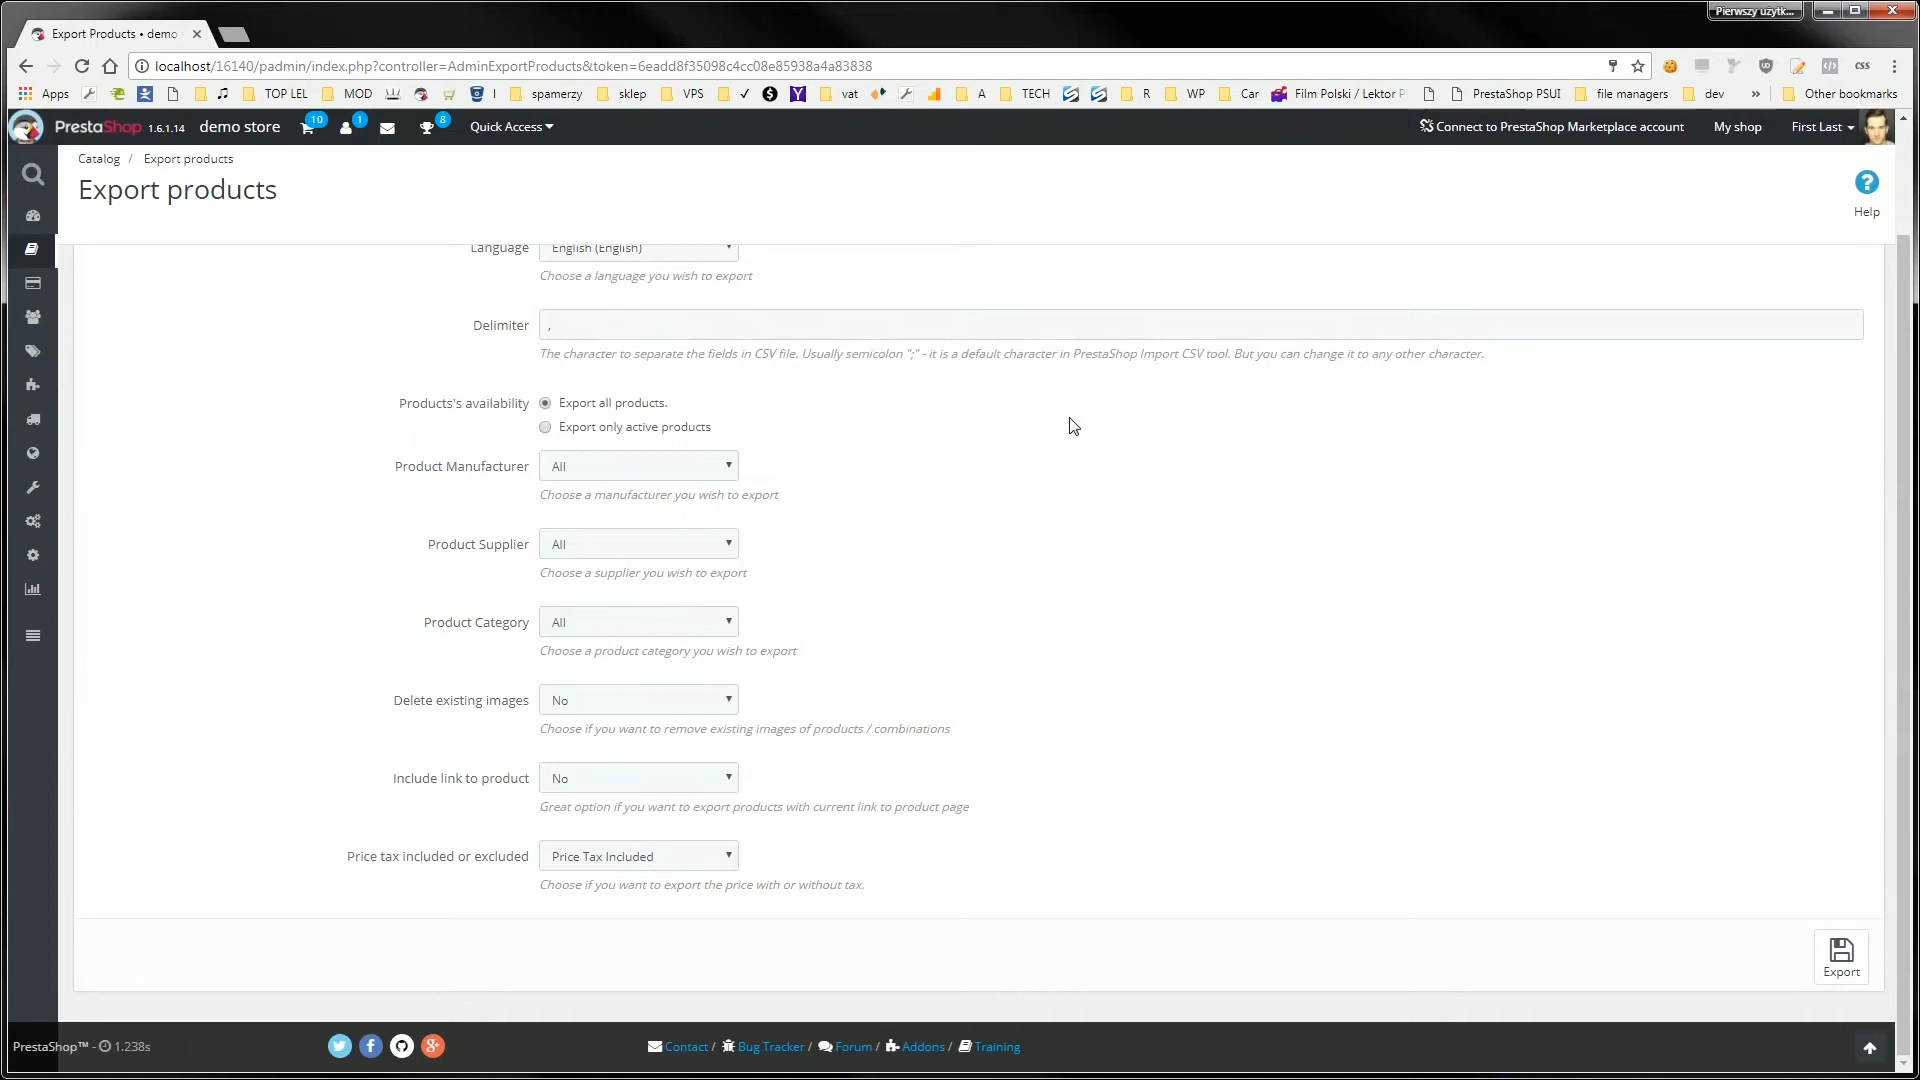 Pierwszy użytk...
Export Products • demo
localhost/16140/padmin/index.php?controller=AdminExportProducts&token=6eadd8f35098c4cc08e85938a4a83838
Apps TOP LEL MOD I spamerzy sklep VPS vat A TECH R WP Car Film Polski / Lektor P PrestaShop PSUI file managers dev » Other bookmarks
PrestaShop 1.6.1.14 demo store 10 1 8 Quick Access Connect to PrestaShop Marketplace account My shop First Last
Catalog / Export products
Export products
Help
Language English (English)
Choose a language you wish to export
Delimiter ,
The character to separate the fields in CSV file. Usually semicolon ";" - it is a default character in PrestaShop Import CSV tool. But you can change it to any other character.
Products's availability Export all products.
Export only active products
Product Manufacturer All
Choose a manufacturer you wish to export
Product Supplier All
Choose a supplier you wish to export
Product Category All
Choose a product category you wish to export
Delete existing images No
Choose if you want to remove existing images of products / combinations
Include link to product No
Great option if you want to export products with current link to product page
Price tax included or excluded Price Tax Included
Choose if you want to export the price with or without tax.
Export
PrestaShop™ - 1.238s
Contact / Bug Tracker / Forum / Addons / Training